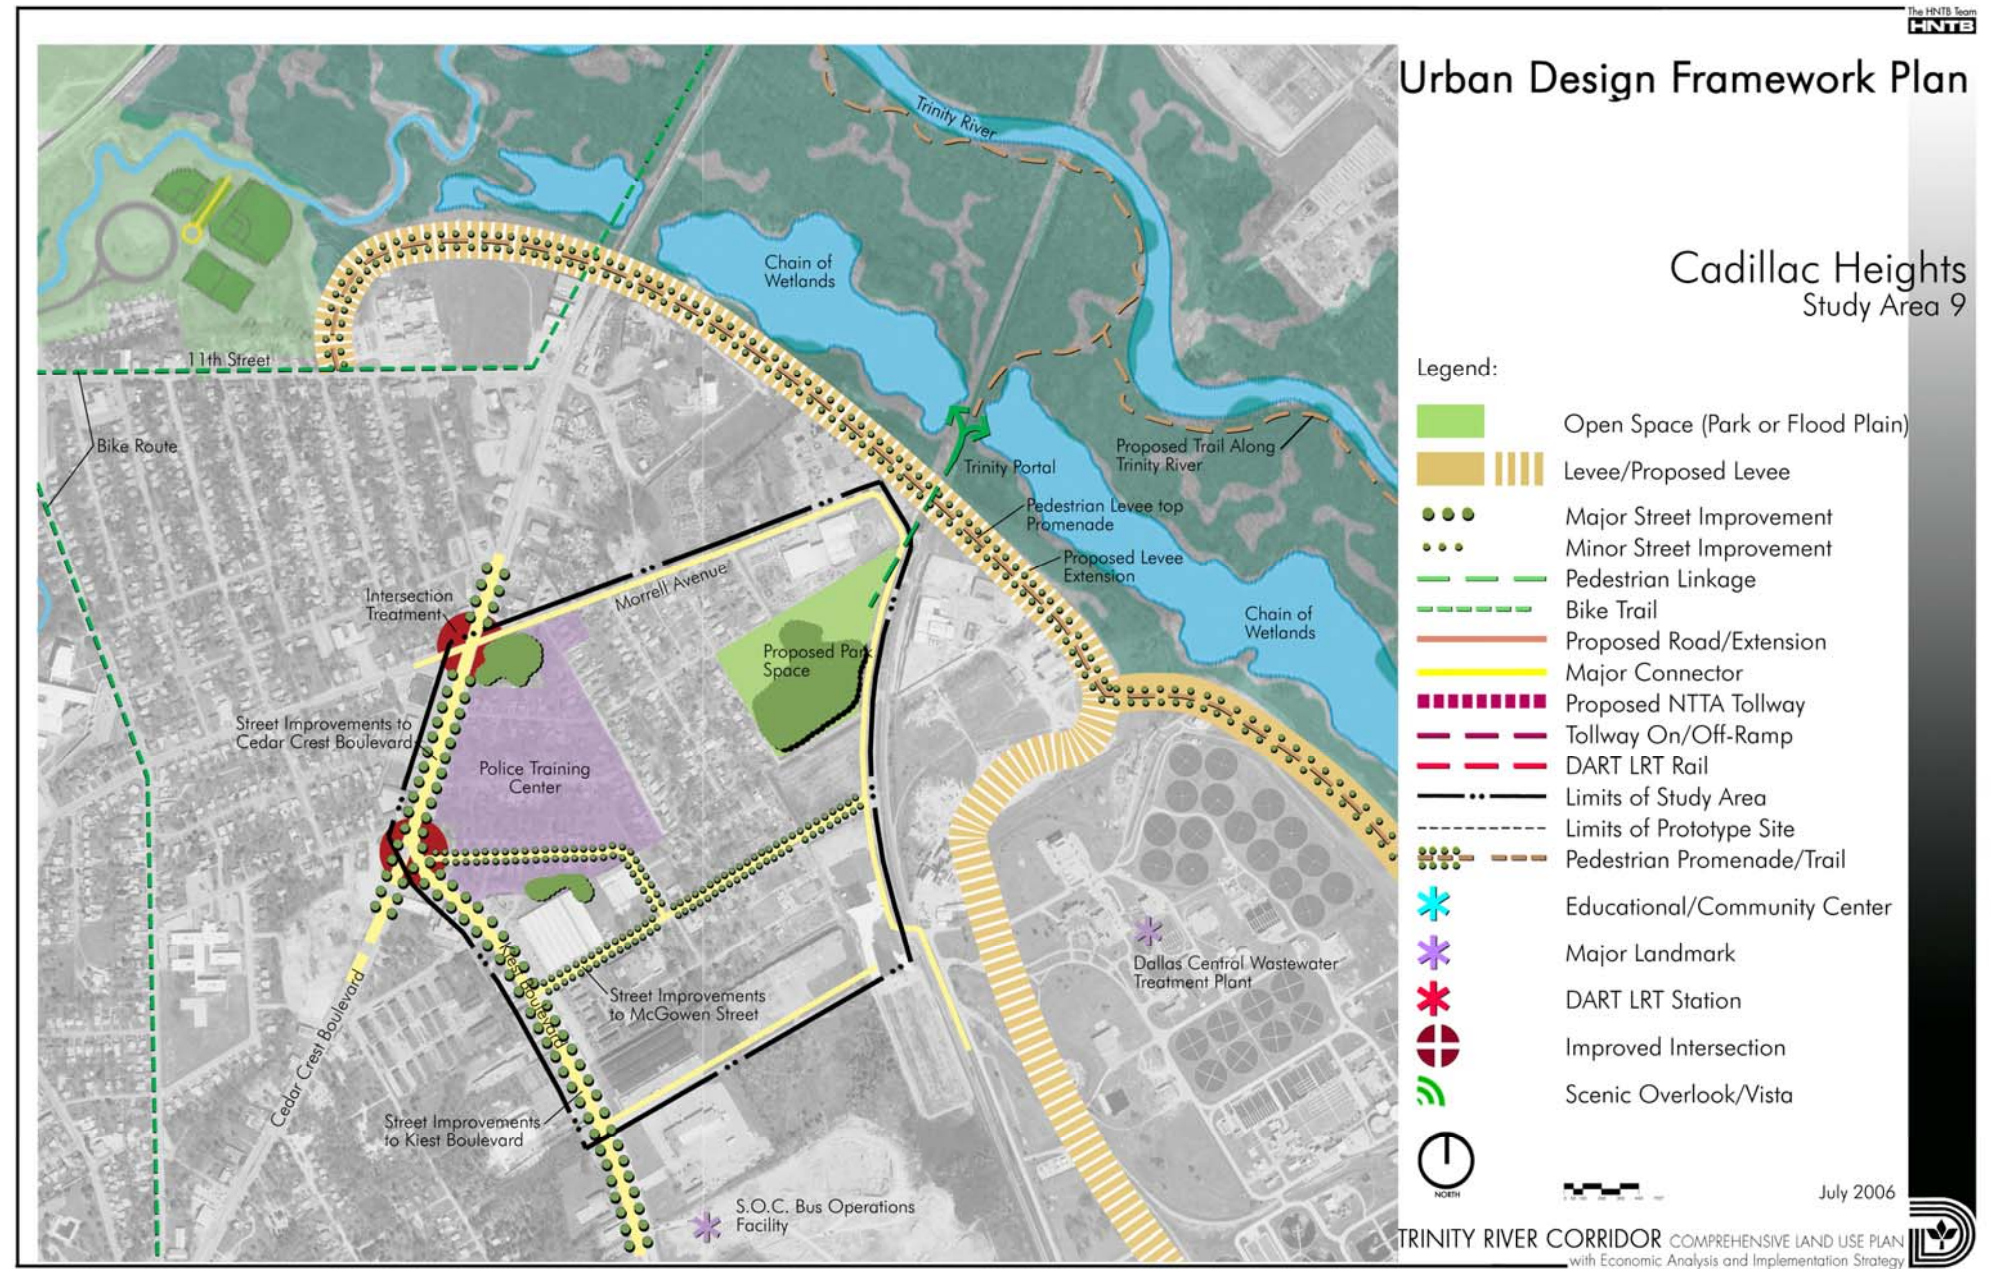 The HNTB Team
HNTB
Urban Design Framework Plan
Cadillac Heights
Study Area 9
Legend:
Open Space (Park or Flood Plain)
Levee/Proposed Levee
Major Street Improvement
Minor Street Improvement
Pedestrian Linkage
Bike Trail
Proposed Road/Extension
Major Connector
Proposed NTTA Tollway
Tollway On/Off-Ramp
DART LRT Rail
Limits of Study Area
Limits of Prototype Site
Pedestrian Promenade/Trail
Educational/Community Center
Major Landmark
DART LRT Station
Improved Intersection
Scenic Overlook/Vista
NORTH
July 2006
TRINITY RIVER CORRIDOR COMPREHENSIVE LAND USE PLAN
with Economic Analysis and Implementation Strategy
Trinity River
Chain of
Wetlands
11th Street
Bike Route
Trinity Portal
Proposed Trail Along
Trinity River
Pedestrian Levee top
Promenade
Proposed Levee
Extension
Morrell Avenue
Intersection
Treatment
Chain of
Wetlands
Proposed Park
Space
Street Improvements to
Cedar Crest Boulevard
Police Training
Center
Kiest Boulevard
Dallas Central Wastewater
Treatment Plant
Street Improvements
to McGowen Street
Cedar Crest Boulevard
Street Improvements
to Kiest Boulevard
S.O.C. Bus Operations
Facility